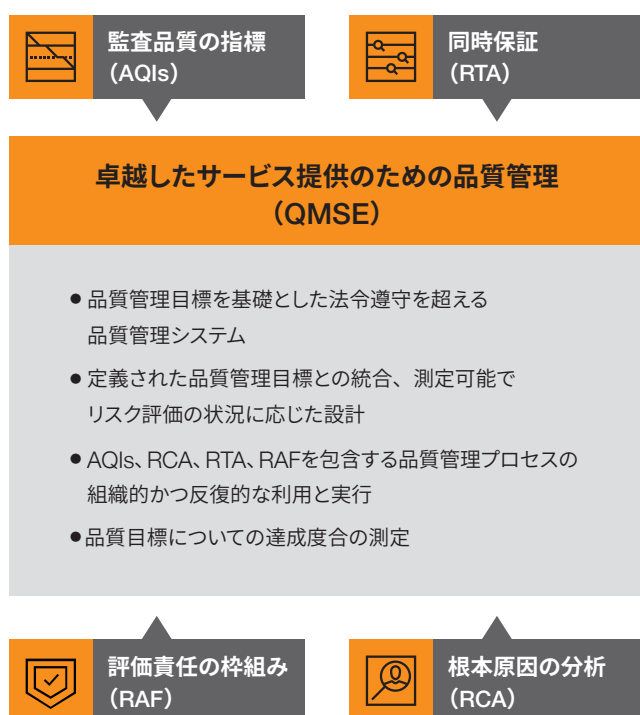 監査品質の指標
（AQIs）
同時保証
（RTA）
卓越したサービス提供のための品質管理
（QMSE）
● 品質管理目標を基礎とした法令遵守を超える
品質管理システム
● 定義された品質管理目標との統合、測定可能で
リスク評価の状況に応じた設計
● AQIs、RCA、RTA、RAFを包含する品質管理プロセスの
組織的かつ反復的な利用と実行
●品質目標についての達成度合の測定
評価責任の枠組み
（RAF）
根本原因の分析
（RCA）